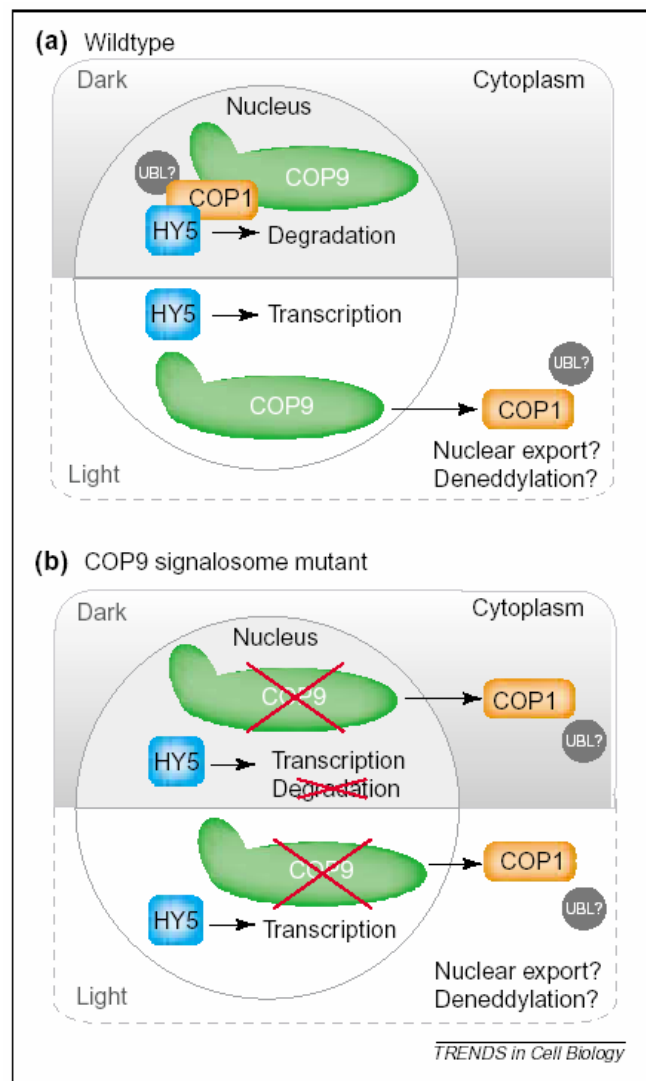 (a) Wildtype
Dark
Cytoplasm
Nucleus
UBL?
COP9
COP1
HY5
Degradation
HY5
Transcription
UBL?
COP9
COP1
Nuclear export?
Deneddylation?
Light
(b) COP9 signalosome mutant
Dark
Cytoplasm
Nucleus
COP9
COP1
UBL?
HY5
Transcription
Degradation
COP9
COP1
HY5
Transcription
UBL?
Nuclear export?
Deneddylation?
Light
TRENDS in Cell Biology